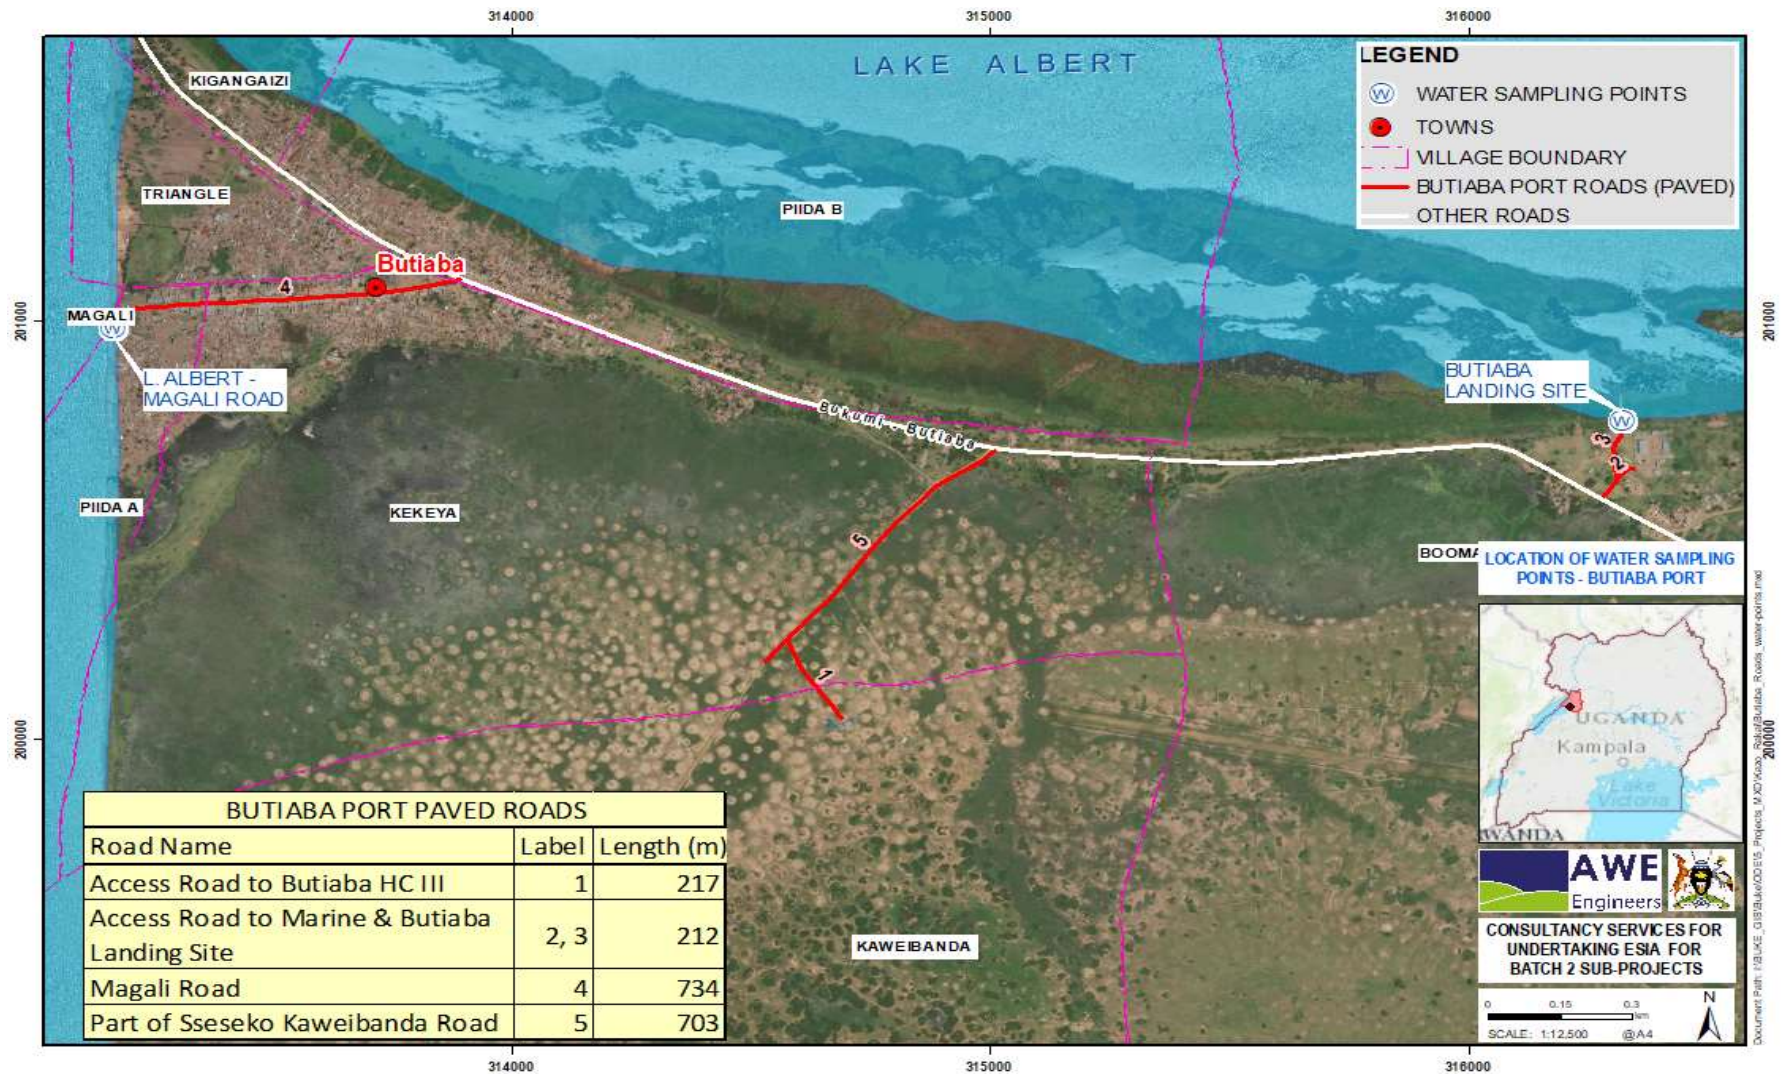 314000
315000
316000
LAKE ALBERT
KIGANGAIZI
TRIANGLE
PIIDA B
Butiaba
4
MAGALI
W
L. ALBERT -
MAGALI ROAD
201000
201000
BUTIABA
LANDING SITE
W
3
2
Bukumi - Butiaba
PIIDA A
KEKEYA
5
1
BOOMA
KAWEIBANDA
200000
200000
LEGEND
W WATER SAMPLING POINTS
TOWNS
VILLAGE BOUNDARY
BUTIABA PORT ROADS (PAVED)
OTHER ROADS
LOCATION OF WATER SAMPLING
POINTS - BUTIABA PORT
UGANDA
Kampala
Lake
Victoria
WANDA
AWE
Engineers
CONSULTANCY SERVICES FOR
UNDERTAKING ESIA FOR
BATCH 2 SUB-PROJECTS
0 0.15 0.3
km
N
SCALE: 1:12,500 @A4
BUTIABA PORT PAVED ROADS
Road Name Label Length (m)
Access Road to Butiaba HC III 1 217
Access Road to Marine & Butiaba
Landing Site 2, 3 212
Magali Road 4 734
Part of Sseseko Kaweibanda Road 5 703
314000
315000
316000
Document Path: